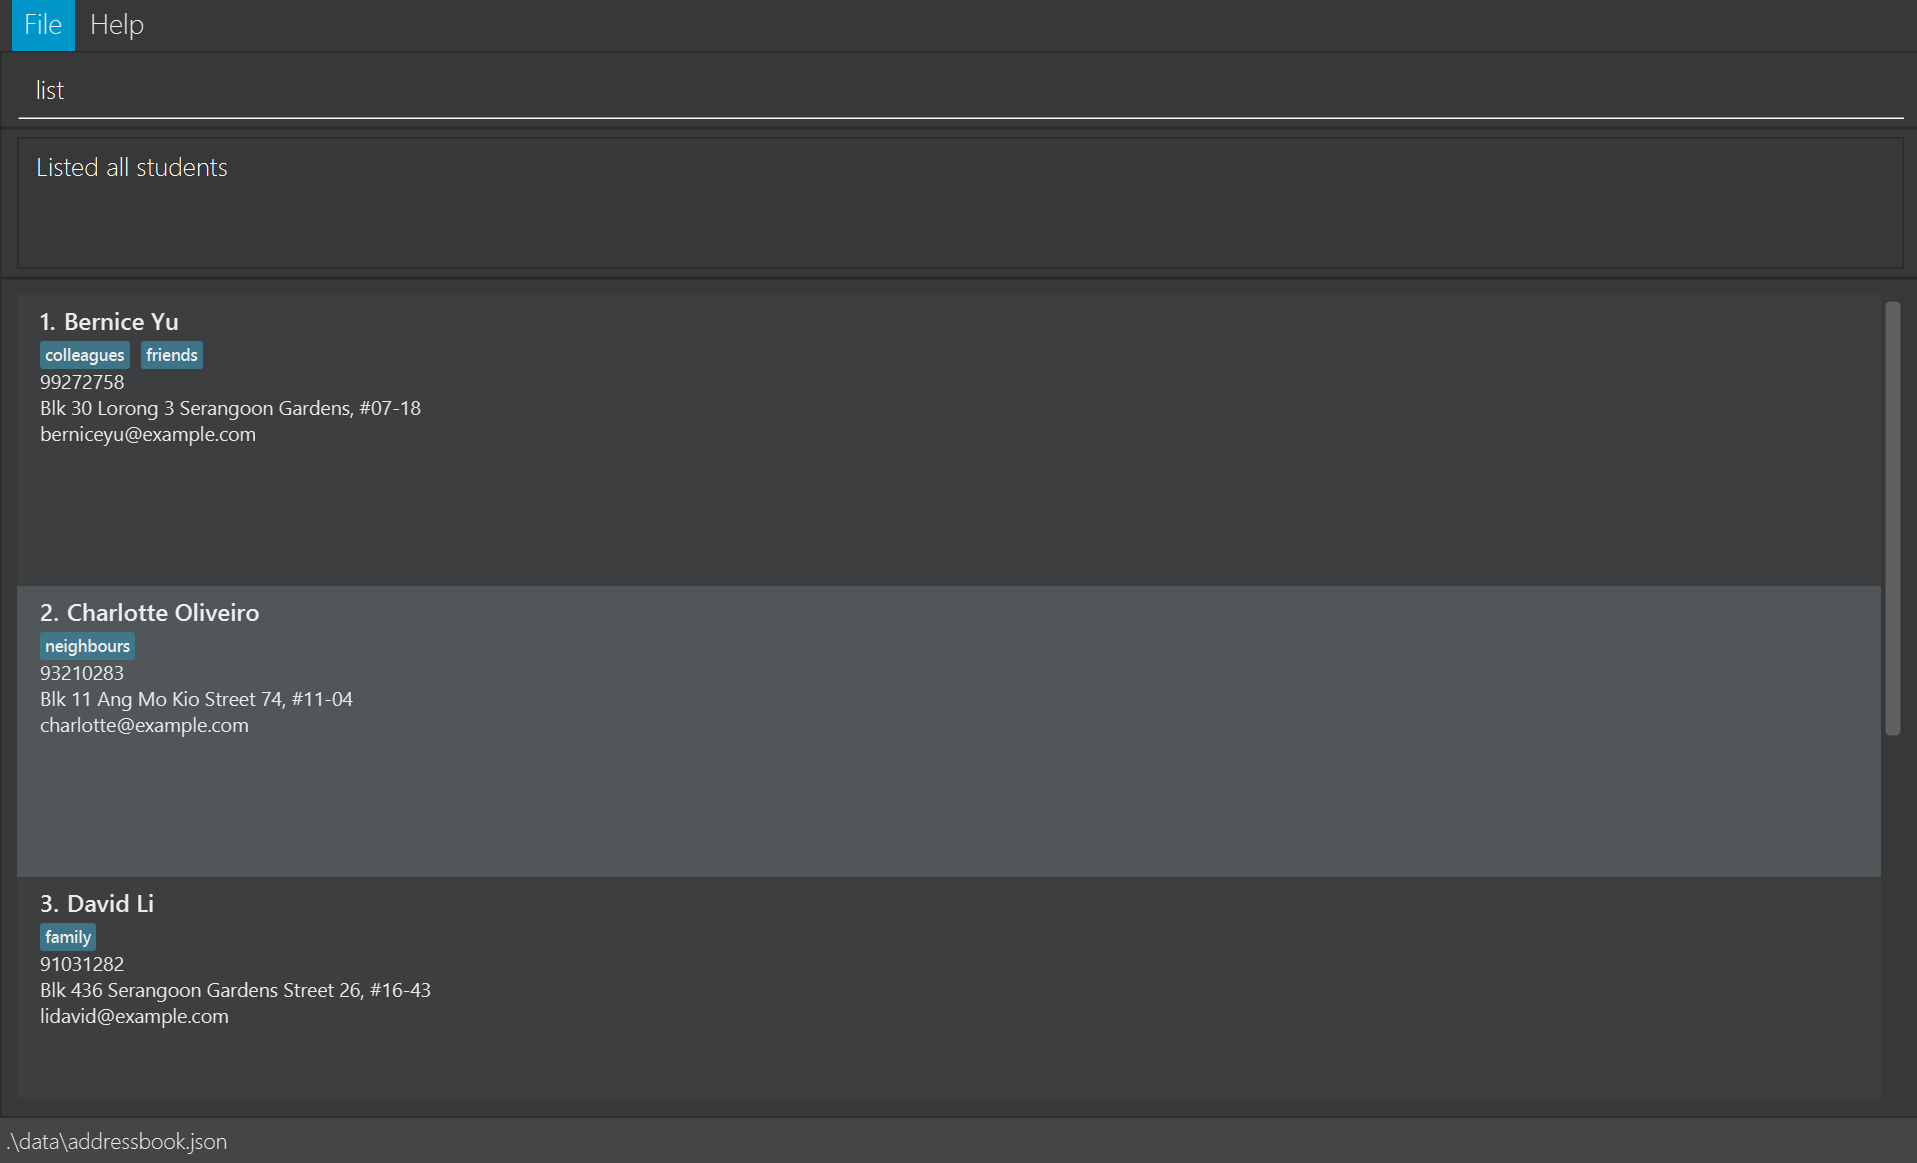 File Help
list
Listed all students
1. Bernice Yu
colleagues friends
99272758
Blk 30 Lorong 3 Serangoon Gardens, #07-18
berniceyu@example.com
2. Charlotte Oliveiro
neighbours
93210283
Blk 11 Ang Mo Kio Street 74, #11-04
charlotte@example.com
3. David Li
family
91031282
Blk 436 Serangoon Gardens Street 26, #16-43
lidavid@example.com
.\data\addressbook.json